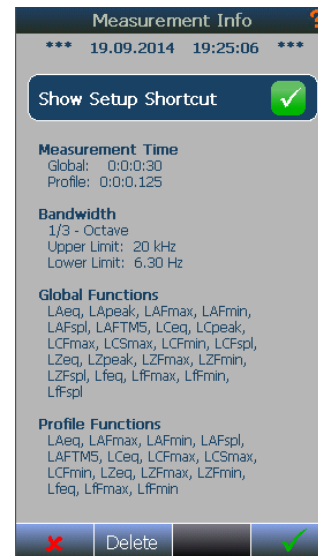 Measurement Info ?
*** 19.09.2014 19:25:06 ***
Show Setup Shortcut
Measurement Time
Global: 0:0:0:30
Profile: 0:0:0.125
Bandwidth
1/3 - Octave
Upper Limit: 20 kHz
Lower Limit: 6.30 Hz
Global Functions
LAeq, LApeak, LAFmax, LAFmin,
LAFspl, LAFTM5, LCeq, LCpeak,
LCFmax, LCSmax, LCFmin, LCFspl,
LZeq, LZpeak, LZFmax, LZFmin,
LZFspl, Lfeq, LfFmax, LfFmin,
LfFspl
Profile Functions
LAeq, LAFmax, LAFmin, LAFspl,
LAFTM5, LCeq, LCFmax, LCSmax,
LCFmin, LZeq, LZFmax, LZFmin,
Lfeq, LfFmax, LfFmin
Delete